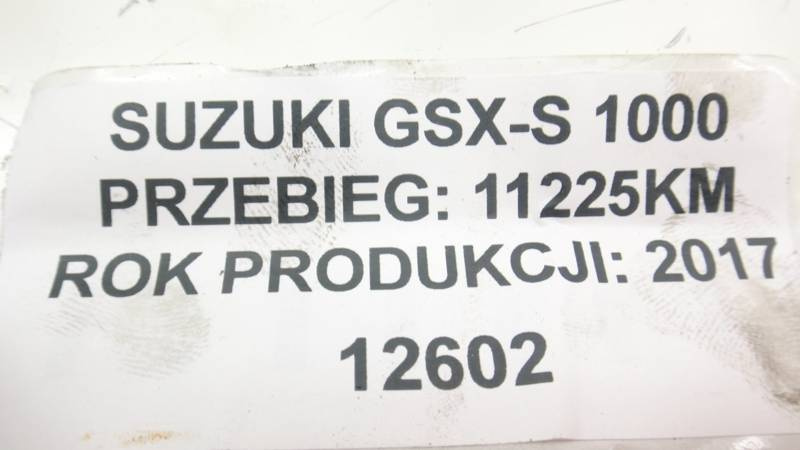 SUZUKI GSX-S 1000
PRZEBIEG: 11225KM
ROK PRODUKCJI: 2017
12602